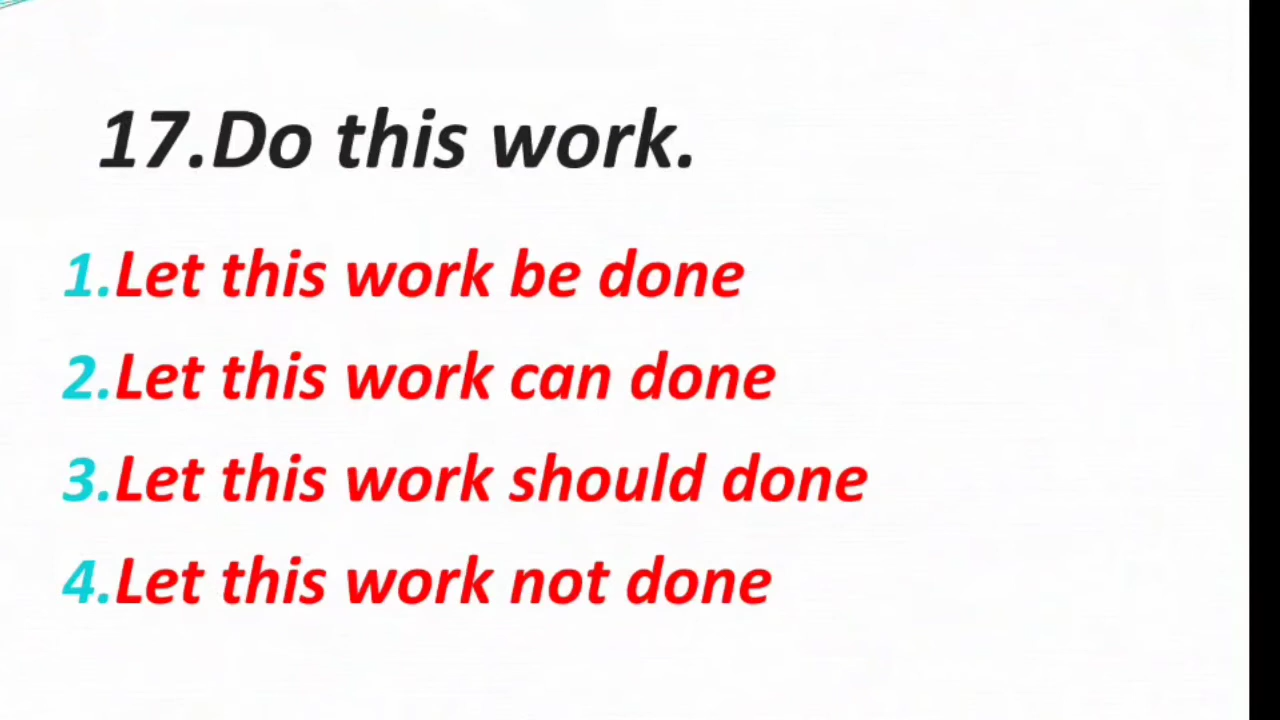 17.Do this work.
1.Let this work be done
2.Let this work can done
3.Let this work should done
4.Let this work not done